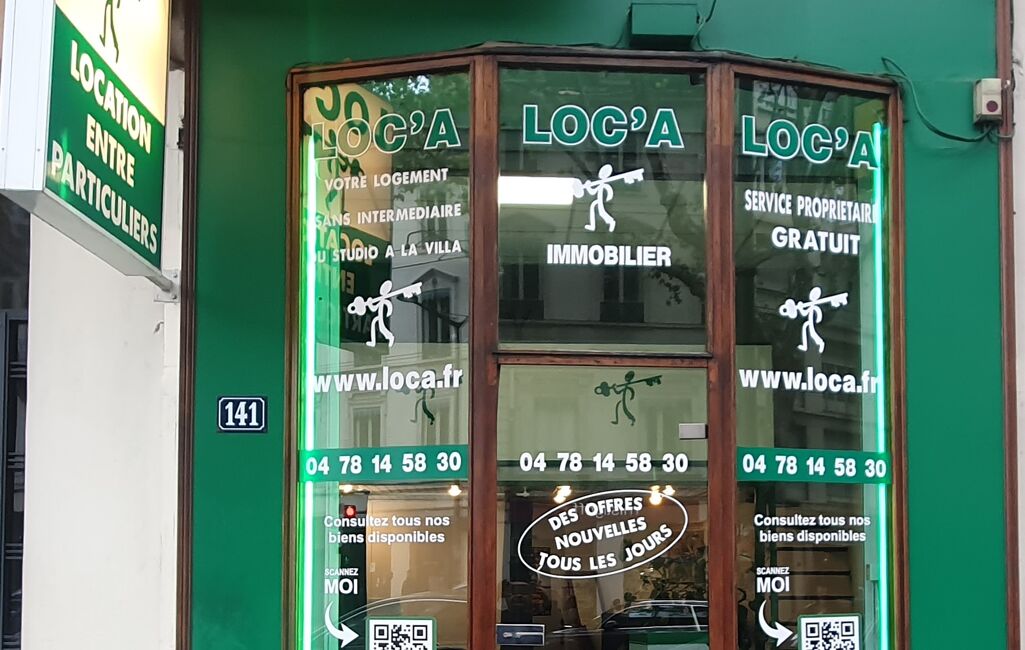 LOCATION
ENTRE
PARTICULIERS
LOC'A
VOTRE LOGEMENT
SANS INTERMEDIAIRE
DU STUDIO A LA VILLA
www.loca.fr
04 78 14 58 30
Consultez tous nos
biens disponibles
SCANNEZ
MOI
LOC'A
IMMOBILIER
04 78 14 58 30
DES OFFRES
NOUVELLES
TOUS LES JOURS
LOC'A
SERVICE PROPRIETAIRE
GRATUIT
www.loca.fr
04 78 14 58 30
Consultez tous nos
biens disponibles
SCANNEZ
MOI
141